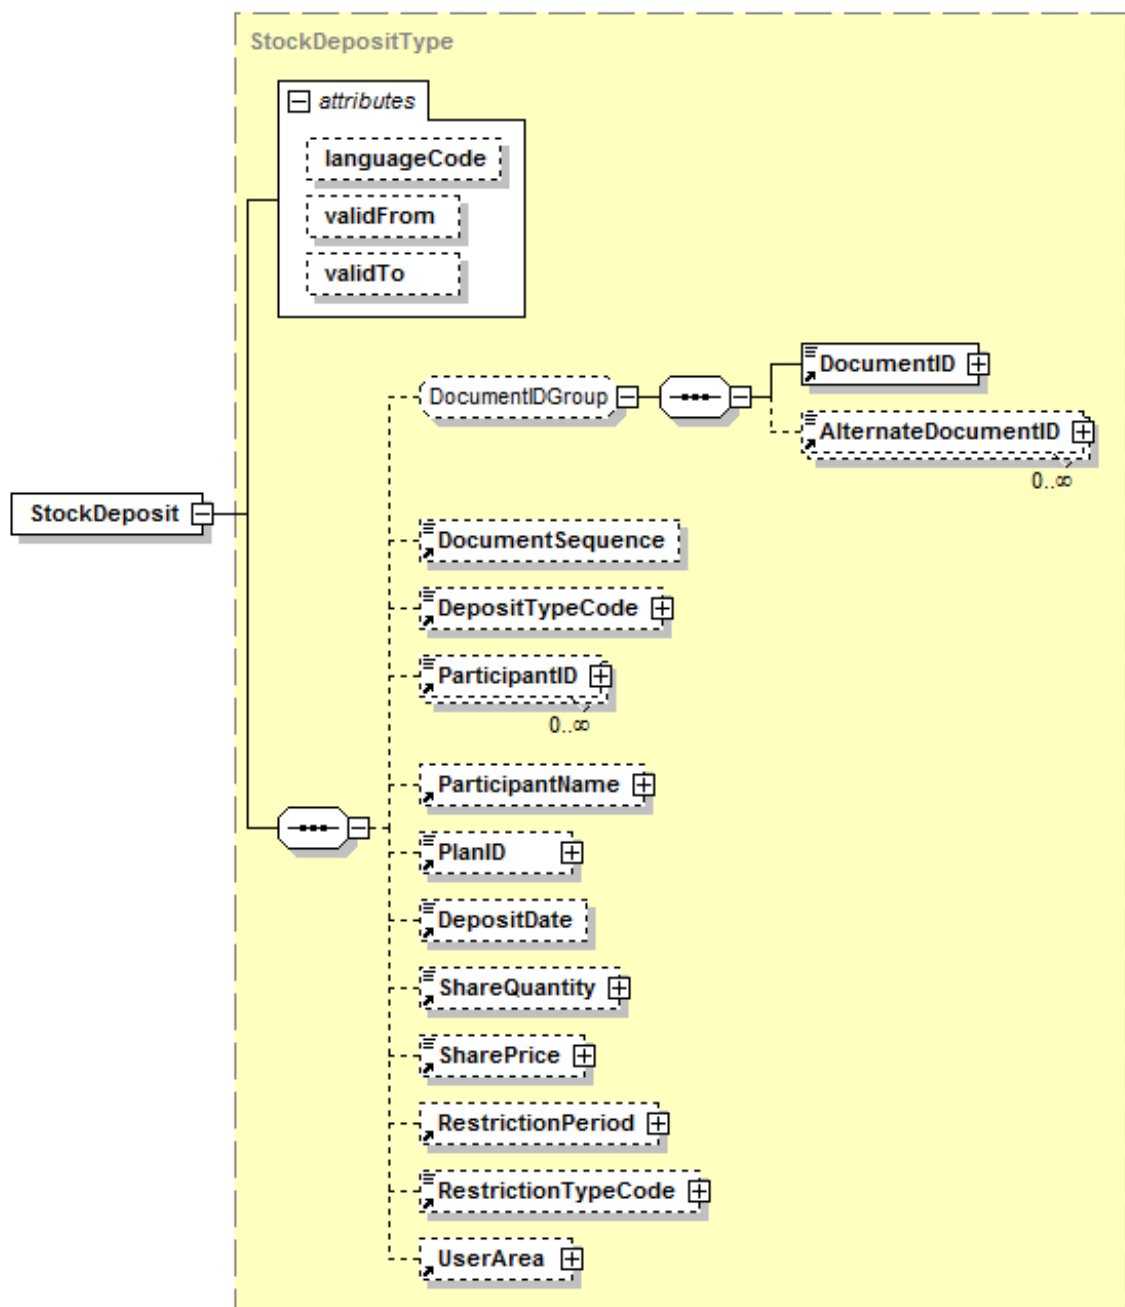 StockDepositType
attributes
languageCode
validFrom
validTo
DocumentIDGroup
DocumentID
AlternateDocumentID
0..∞
StockDeposit
DocumentSequence
DepositTypeCode
ParticipantID
0..∞
ParticipantName
PlanID
DepositDate
ShareQuantity
SharePrice
RestrictionPeriod
RestrictionTypeCode
UserArea